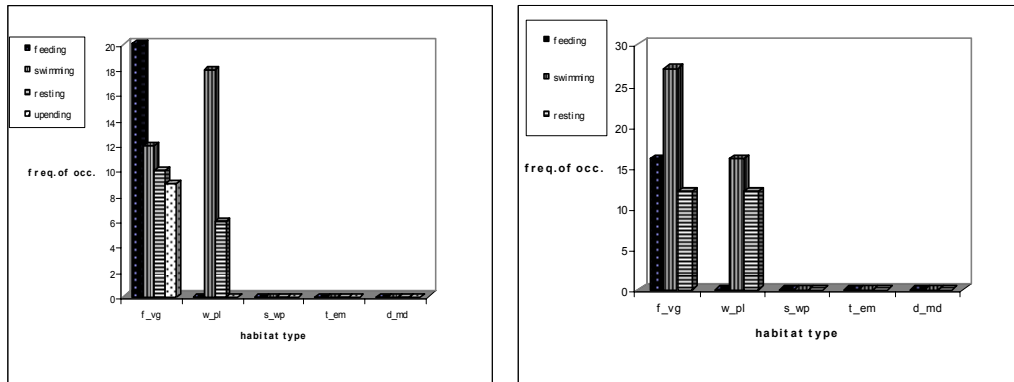 feeding
swimming
resting
upending
freq.of occ.
20
18
16
14
12
10
8
6
4
2
0
f_vg w_pl s_wp t_em d_md
habitat type
feeding
swimming
resting
freq.of occ.
30
25
20
15
10
5
0
f_vg w_pl s_wp t_em d_md
habitat type